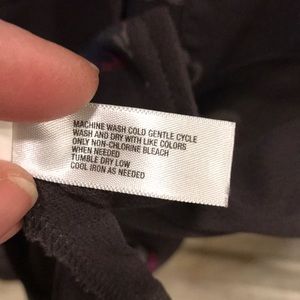 MACHINE WASH COLD GENTLE CYCLE
WASH AND DRY WITH LIKE COLORS
ONLY NON-CHLORINE BLEACH
WHEN NEEDED
TUMBLE DRY LOW
COOL IRON AS NEEDED